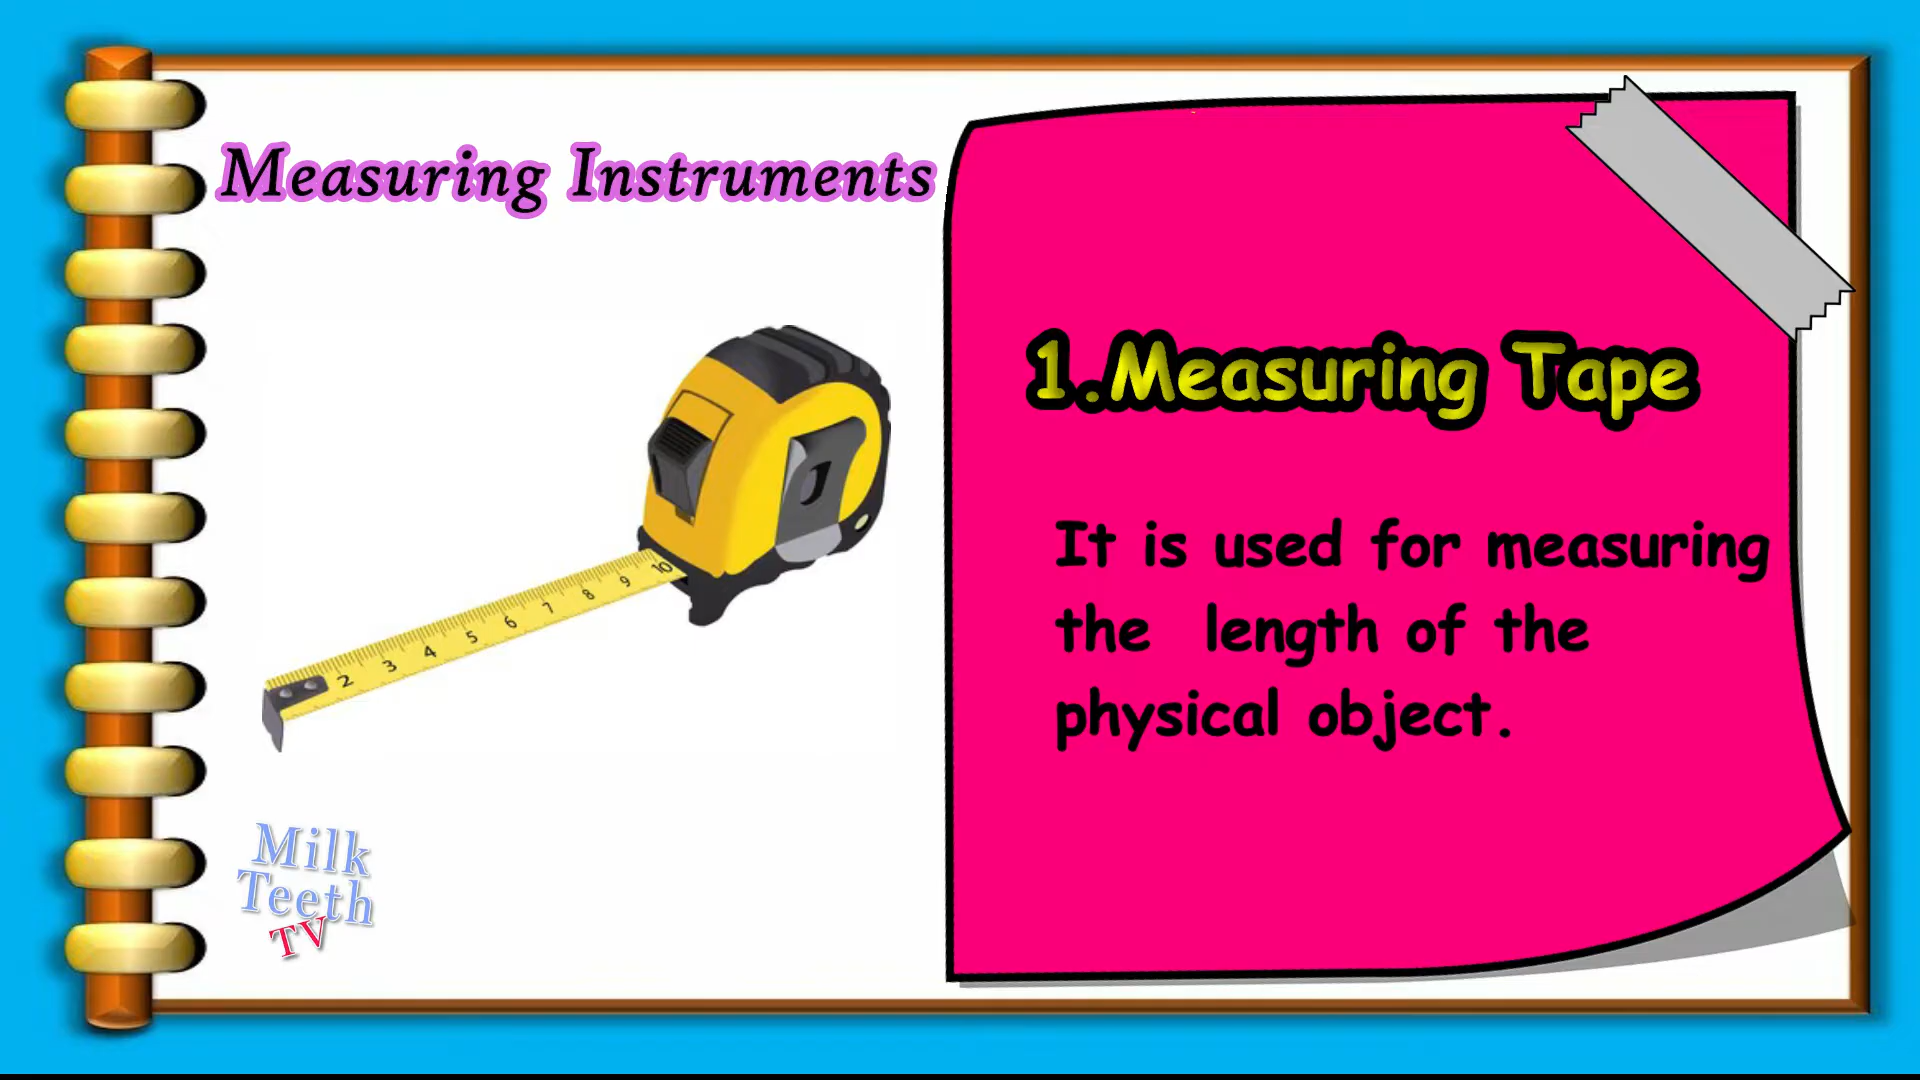 Measuring Instruments
2 3 4 5 6 7 8 9 10
Milk
Teeth
TV
1.Measuring Tape
It is used for measuring
the length of the
physical object.